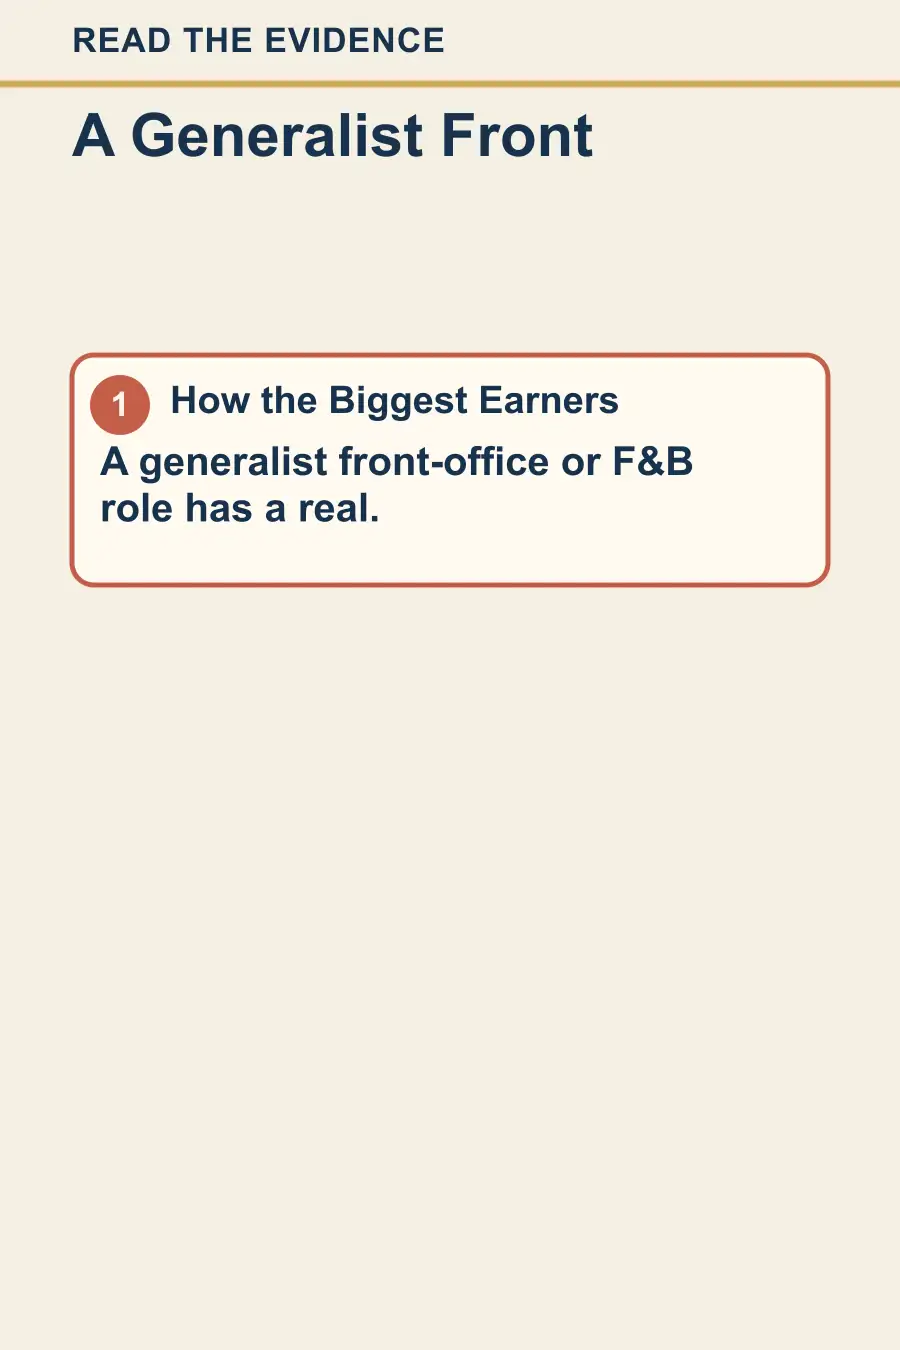 READ THE EVIDENCE
A Generalist Front
1 How the Biggest Earners
A generalist front-office or F&B
role has a real.